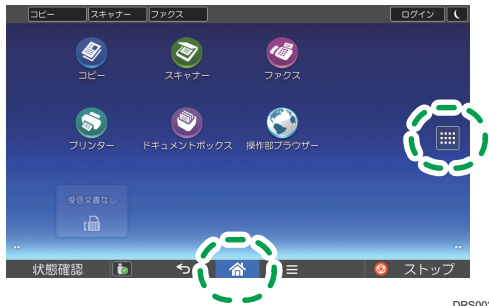 コピー スキャナー ファクス ログイン
コピー スキャナー ファクス
プリンター ドキュメントボックス 操作部ブラウザー
受信文書なし
状態確認 ストップ